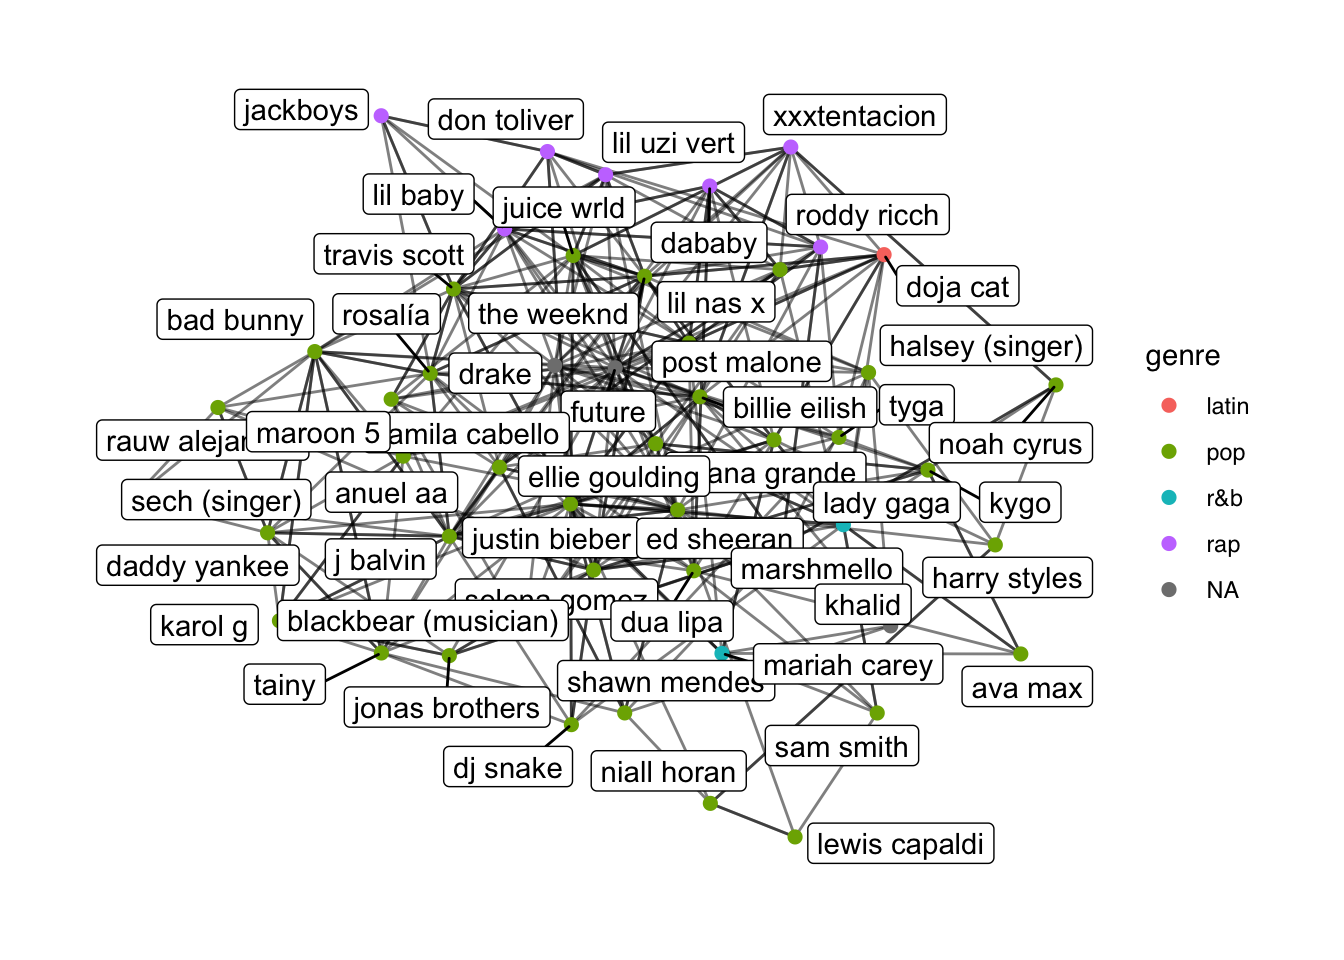 jackboys
don toliver
xxxtentacion
lil uzi vert
lil baby
juice wrld
roddy ricch
dababy
travis scott
doja cat
lil nas x
rosalía
the weeknd
bad bunny
halsey (singer)
post malone
drake
billie eilish
tyga
future
maroon 5
amila cabello
rauw alejar
noah cyrus
ellie goulding
ana grande
anuel aa
sech (singer)
lady gaga
kygo
justin bieber
ed sheeran
j balvin
daddy yankee
marshmello
harry styles
selena gomez
khalid
blackbear (musician)
dua lipa
karol g
mariah carey
shawn mendes
tainy
ava max
jonas brothers
sam smith
dj snake
niall horan
lewis capaldi
genre
latin
pop
r&b
rap
NA